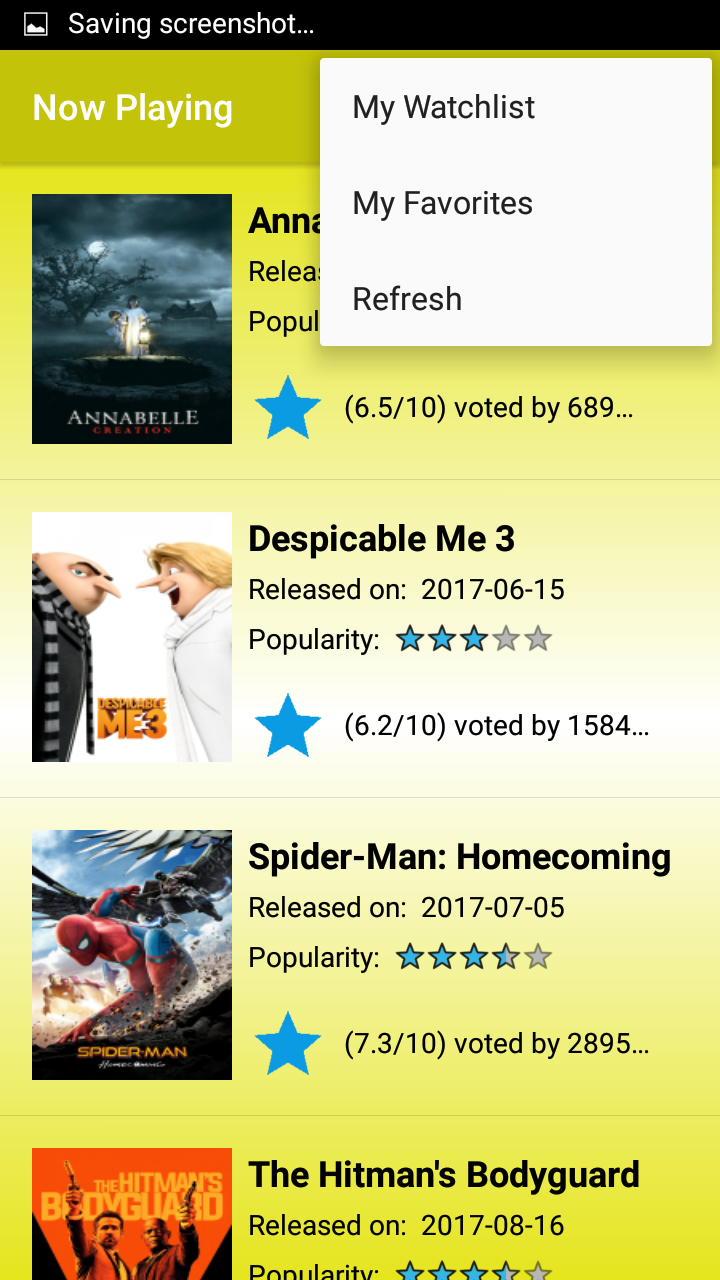 Saving screenshot...
Now Playing
My Watchlist
My Favorites
Refresh
Anna
Releas
Popul
(6.5/10) voted by 689...
ANNABELLE
CREATION
Despicable Me 3
Released on: 2017-06-15
Popularity:
(6.2/10) voted by 1584...
DESPICABLE
ME3
Spider-Man: Homecoming
Released on: 2017-07-05
Popularity:
(7.3/10) voted by 2895...
SPIDER-MAN
HOMECOMING
The Hitman's Bodyguard
Released on: 2017-08-16
Popularity:
THE HITMAN'S
BODYGUARD